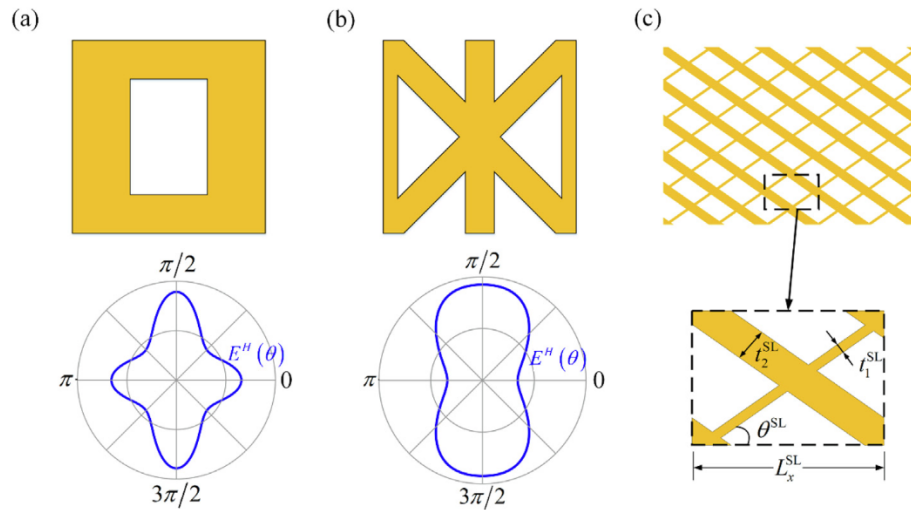 (a)
(b)
(c)
π/2
E^H(θ)
π
0
3π/2
π/2
E^H(θ)
π
0
3π/2
t_2^SL
t_1^SL
θ^SL
L_x^SL